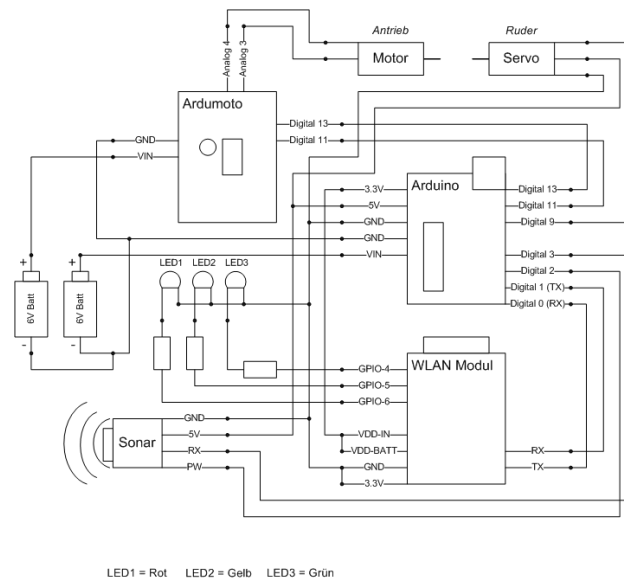 Antrieb
Ruder
Analog 4
Analog 3
Motor
Servo
Ardumoto
Digital 13
Digital 11
GND
VIN
Arduino
3.3V
5V
GND
GND
VIN
Digital 13
Digital 11
Digital 9
Digital 3
Digital 2
Digital 1 (TX)
Digital 0 (RX)
LED1 LED2 LED3
+ +
6V Batt 6V Batt
- -
WLAN Modul
GPIO-4
GPIO-5
GPIO-6
VDD-IN
VDD-BATT
GND
3.3V
RX
TX
Sonar
GND
5V
RX
PW
LED1 = Rot LED2 = Gelb LED3 = Grün